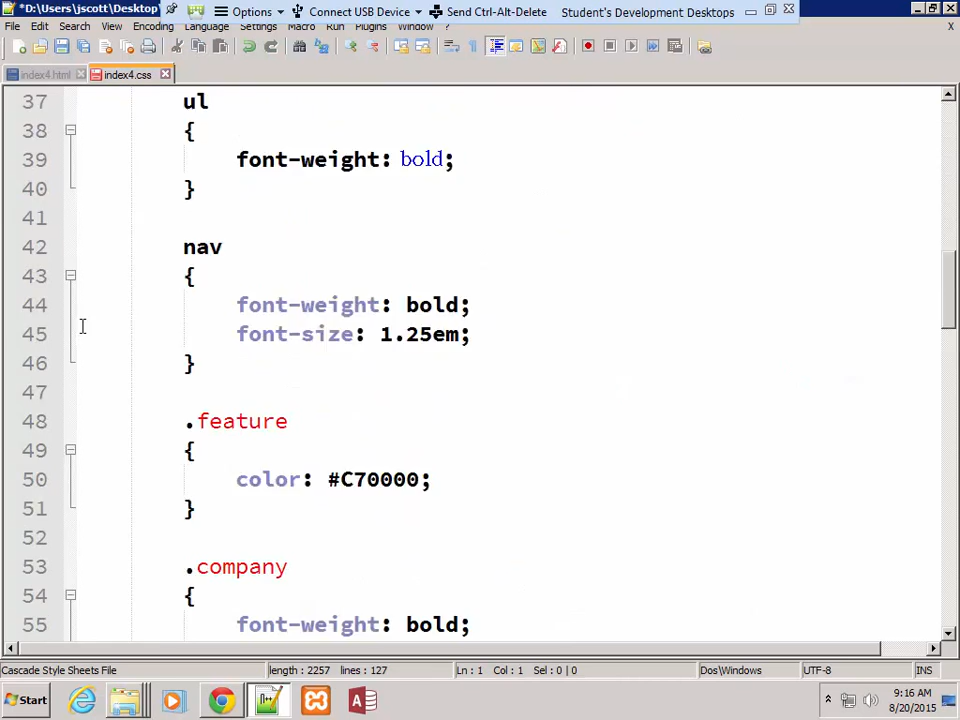 *D:\Users\jscott\Desktop\
Options
Connect USB Device
Send Ctrl-Alt-Delete
Student's Development Desktops
File Edit Search View Encoding Language Settings Macro Run Plugins Window ? X
index4.html index4.css
37 ul
38 {
39 font-weight: bold;
40 }
41
42 nav
43 {
44 font-weight: bold;
45 font-size: 1.25em;
46 }
47
48 .feature
49 {
50 color: #C70000;
51 }
52
53 .company
54 {
55 font-weight: bold;
Cascade Style Sheets File length : 2257 lines : 127 Ln : 1 Col : 1 Sel : 0 | 0 Dos\Windows UTF-8 INS
Start
9:16 AM
8/20/2015